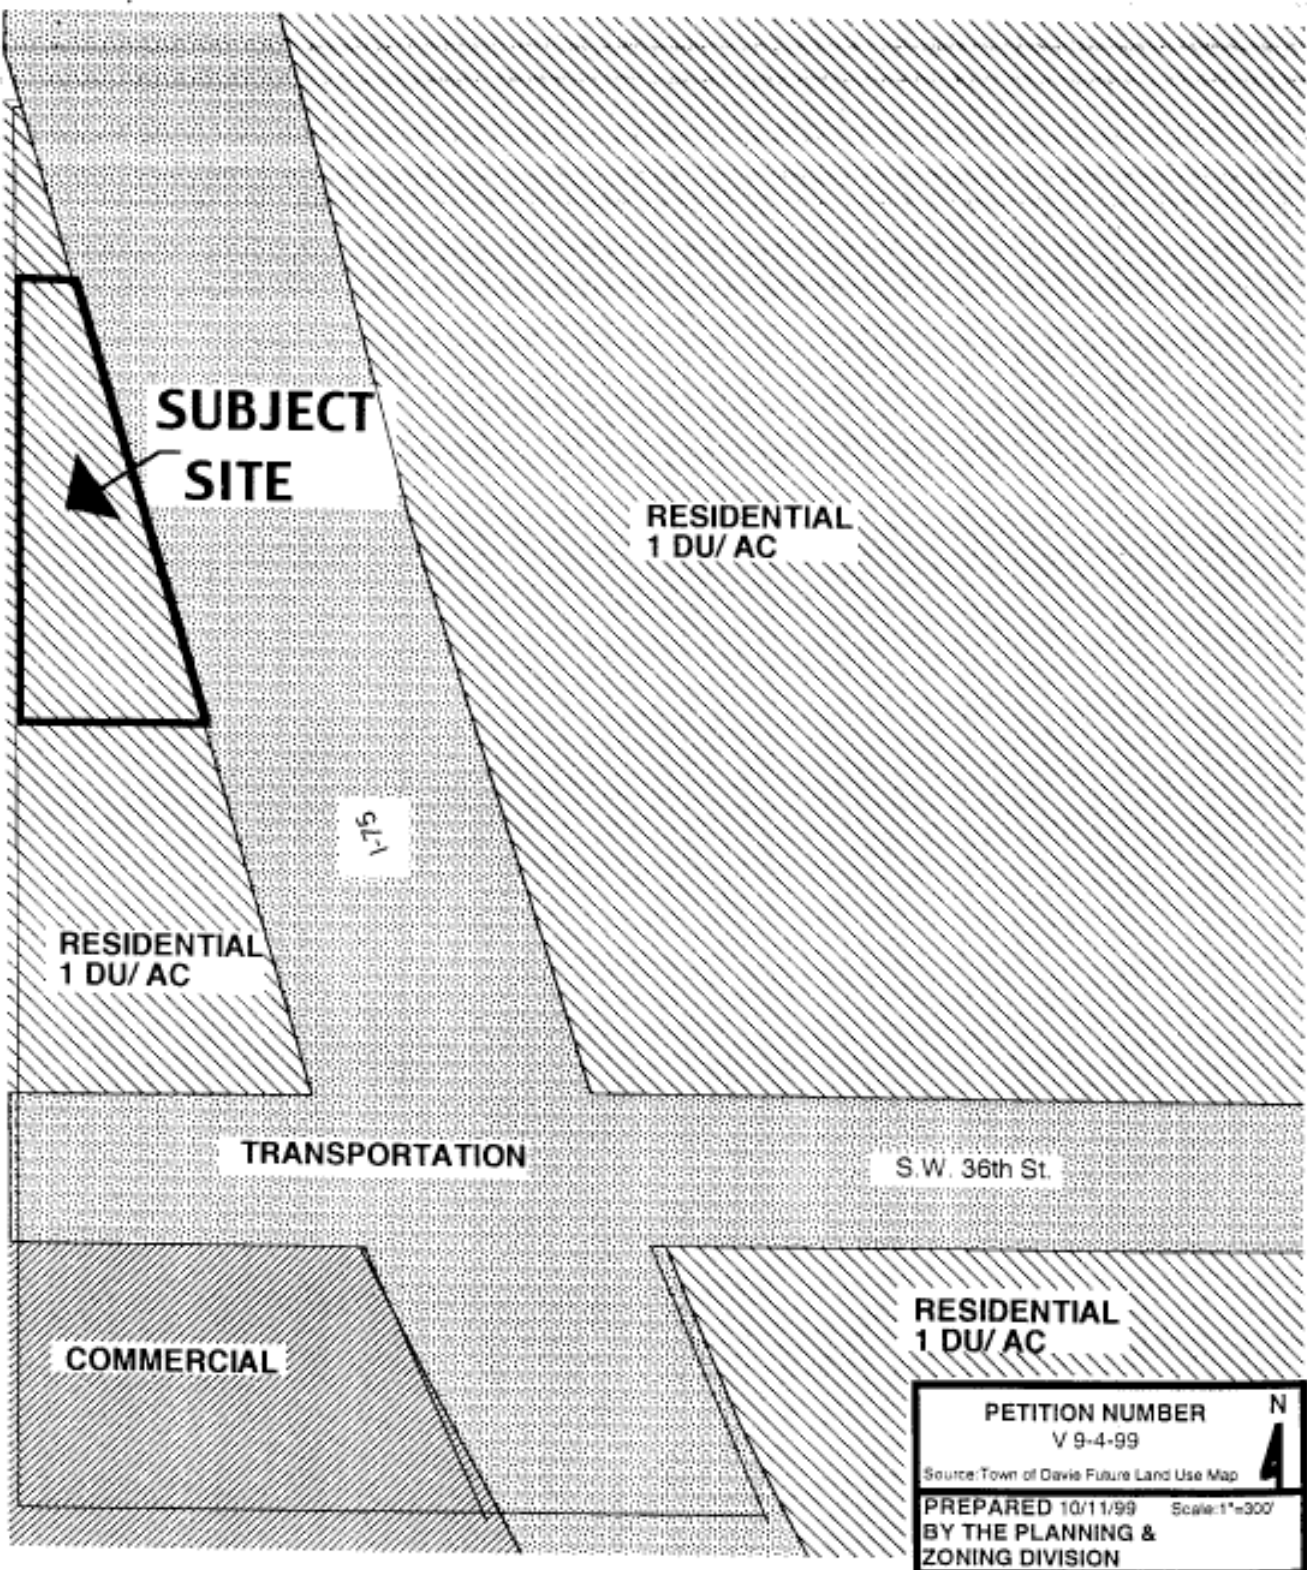 SUBJECT
SITE
RESIDENTIAL
1 DU/ AC
I-75
RESIDENTIAL
1 DU/ AC
TRANSPORTATION
S.W. 36th St.
COMMERCIAL
RESIDENTIAL
1 DU/ AC
PETITION NUMBER
N
V 9-4-99
Source:Town of Davie Future Land Use Map
PREPARED 10/11/99 Scale:1"=300'
BY THE PLANNING &
ZONING DIVISION